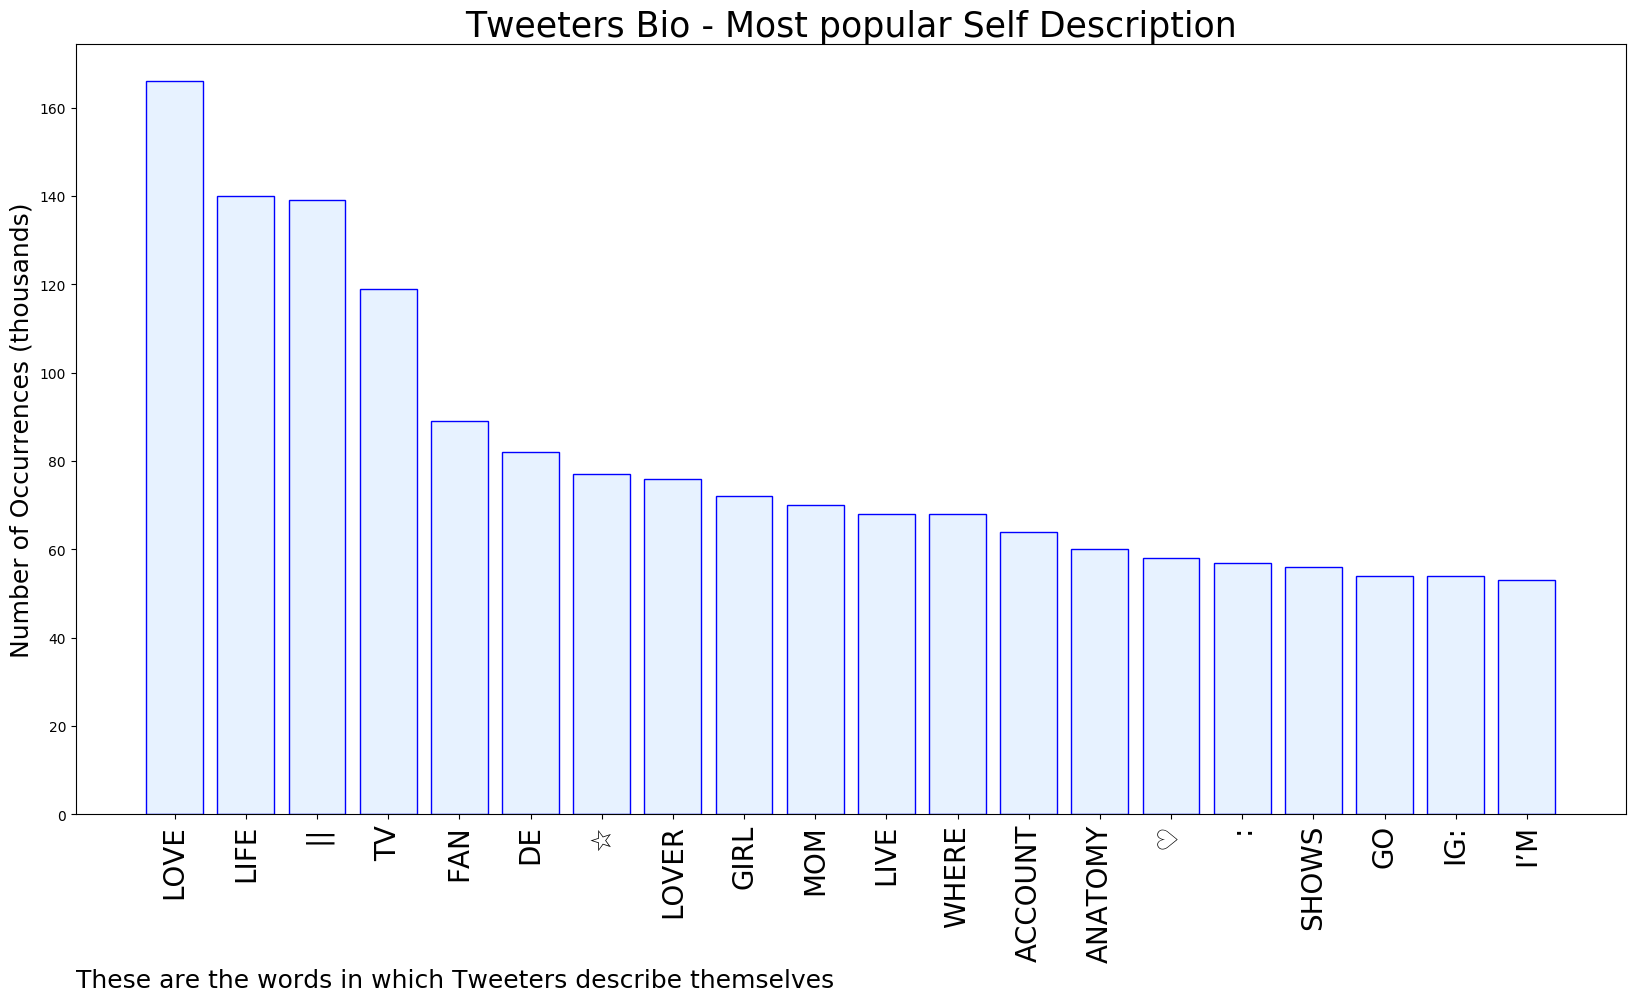 Tweeters Bio - Most popular Self Description
Number of Occurrences (thousands)
160
140
120
100
80
60
40
20
0
LOVE
LIFE
||
TV
FAN
DE
☆
LOVER
GIRL
MOM
LIVE
WHERE
ACCOUNT
ANATOMY
♡
:
SHOWS
GO
IG:
I’M
These are the words in which Tweeters describe themselves